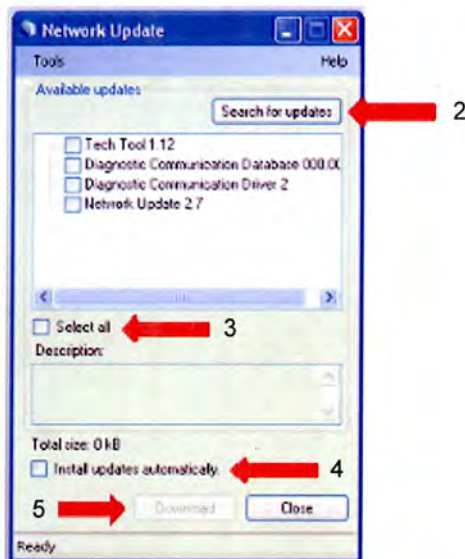 Network Update
Tools Help
Available updates
Search for updates 2
Tech Tool 1.12
Diagnostic Communication Database 000.00
Diagnostic Communication Driver 2
Network Update 2.7
Select all 3
Description:
Total size: 0 kB
Install updates automatically. 4
5 Download Close
Ready